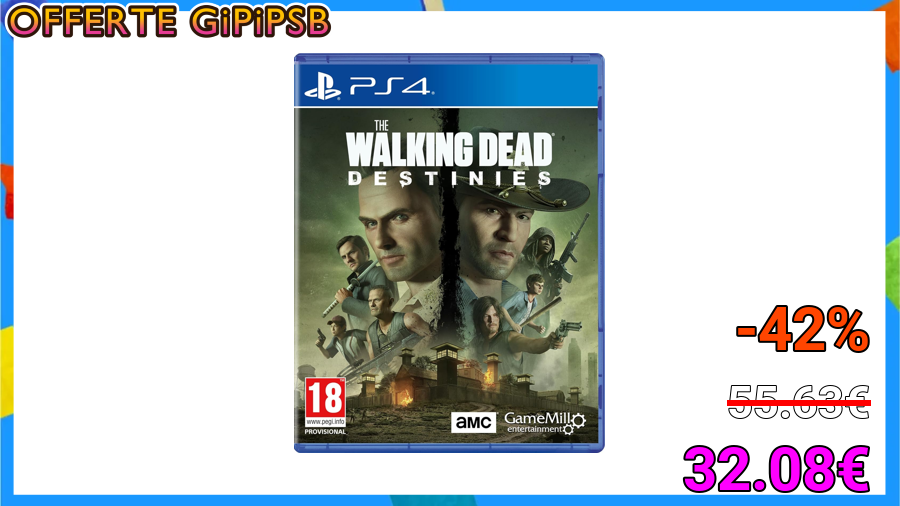 OFFERTE GiPiPSB
PS4
THE
WALKING DEAD
DESTINIES
18
www.pegi.info
PROVISIONAL
aMC
GameMill
entertainment
-42%
55.63€
32.08€